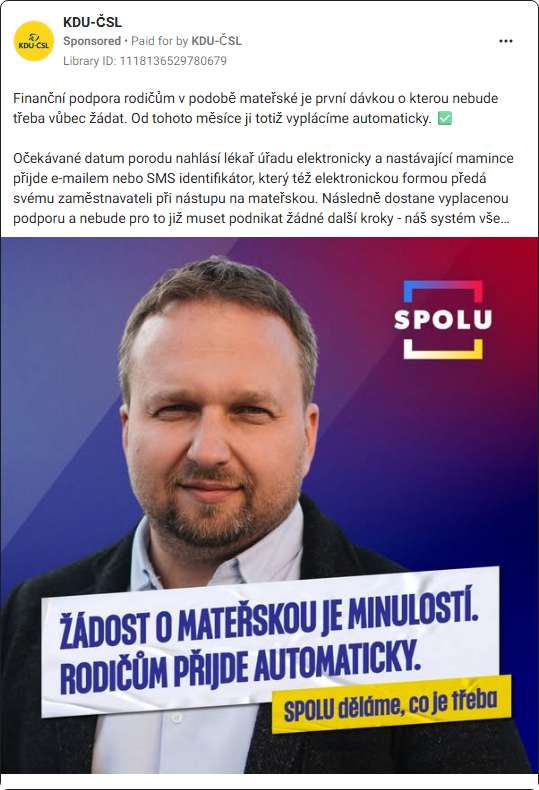 KDU-ČSL
Sponsored • Paid for by KDU-ČSL
Library ID: 1118136529780679
KDU-ČSL
Finanční podpora rodičům v podobě mateřské je první dávkou o kterou nebude
třeba vůbec žádat. Od tohoto měsíce ji totiž vyplácíme automaticky. ✅
Očekávané datum porodu nahlásí lékař úřadu elektronicky a nastávající mamince
přijde e-mailem nebo SMS identifikátor, který též elektronickou formou předá
svému zaměstnavateli při nástupu na mateřskou. Následně dostane vyplacenou
podporu a nebude pro to již muset podnikat žádné další kroky - náš systém vše...
SPOLU
ŽÁDOST O MATEŘSKOU JE MINULOSTÍ.
RODIČŮM PŘIJDE AUTOMATICKY.
SPOLU děláme, co je třeba